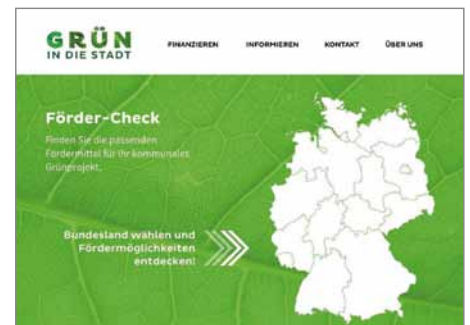 GRÜN
IN DIE STADT
FINANZIEREN INFORMIEREN KONTAKT ÜBER UNS
Förder-Check
Finden Sie die passenden
Fördermittel für Ihr kommunales
Grünprojekt.
Bundesland wählen und
Fördermöglichkeiten
entdecken!